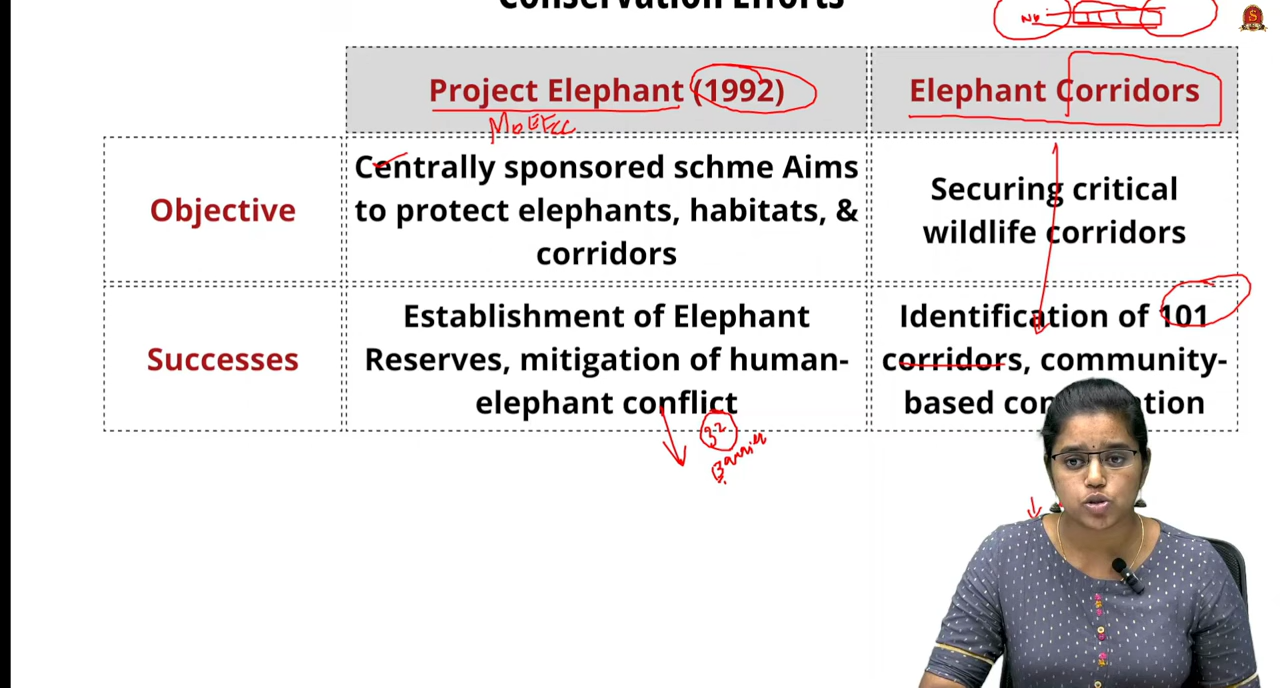 Conservation Efforts
Project Elephant (1992)
Elephant Corridors
MoEFCC
Objective
Centrally sponsored schme Aims
to protect elephants, habitats, &
corridors
Securing critical
wildlife corridors
Successes
Establishment of Elephant
Reserves, mitigation of human-
elephant conflict
Identification of 101
corridors, community-
based
32
Barrier
S